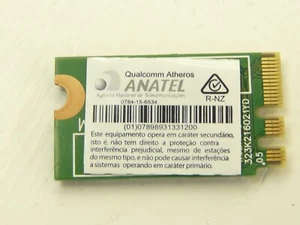 Qualcomm Atheros
ANATEL
Agência Nacional de Telecomunicações
0784-15-6534
R-NZ
(01)07898931331200
Este equipamento opera em caráter secundário,
isto é, não tem direito a proteção contra
interferência prejudicial, mesmo de estações
do mesmo tipo, e não pode causar interferência
a sistemas operando em caráter primário.
323K216021YD
05